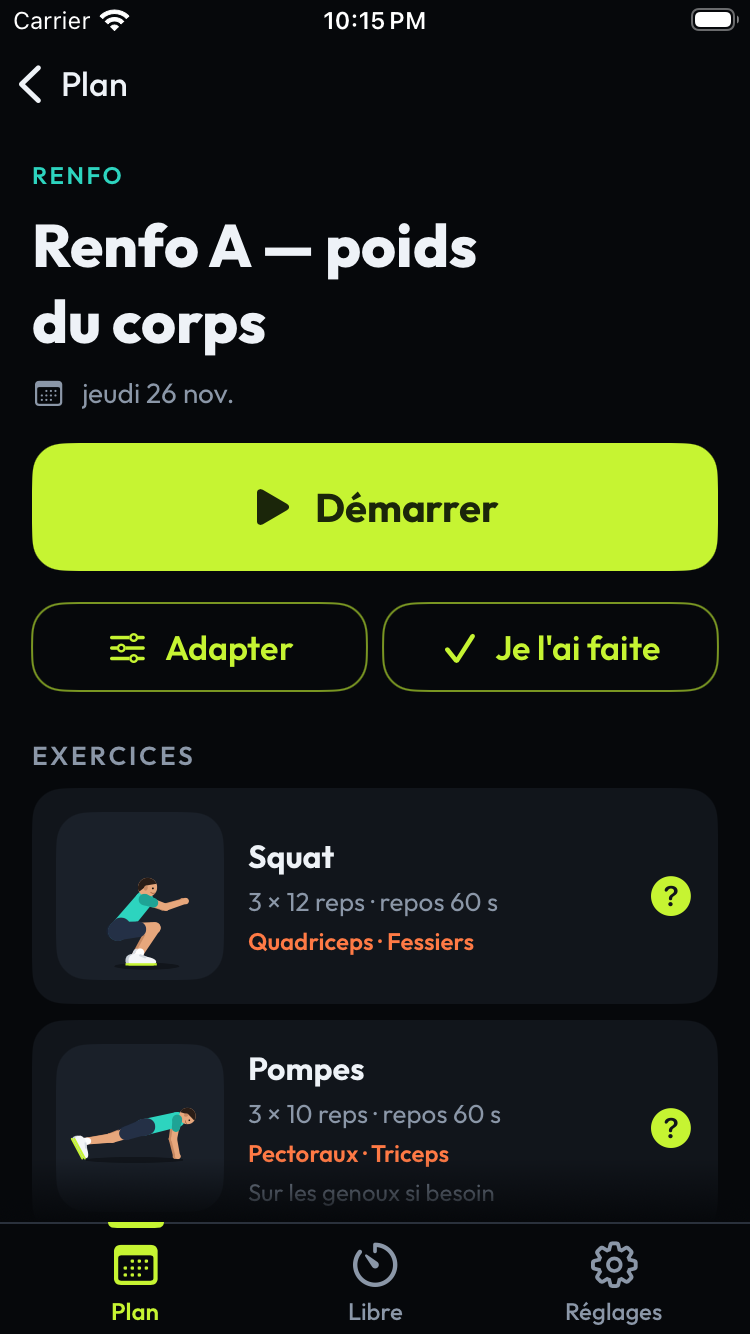 Carrier 10:15 PM
Plan
RENFO
Renfo A — poids
du corps
jeudi 26 nov.
Démarrer
Adapter
Je l'ai faite
EXERCICES
Squat
3 × 12 reps · repos 60 s
Quadriceps · Fessiers
?
Pompes
3 × 10 reps · repos 60 s
Pectoraux · Triceps
Sur les genoux si besoin
?
Plan
Libre
Réglages